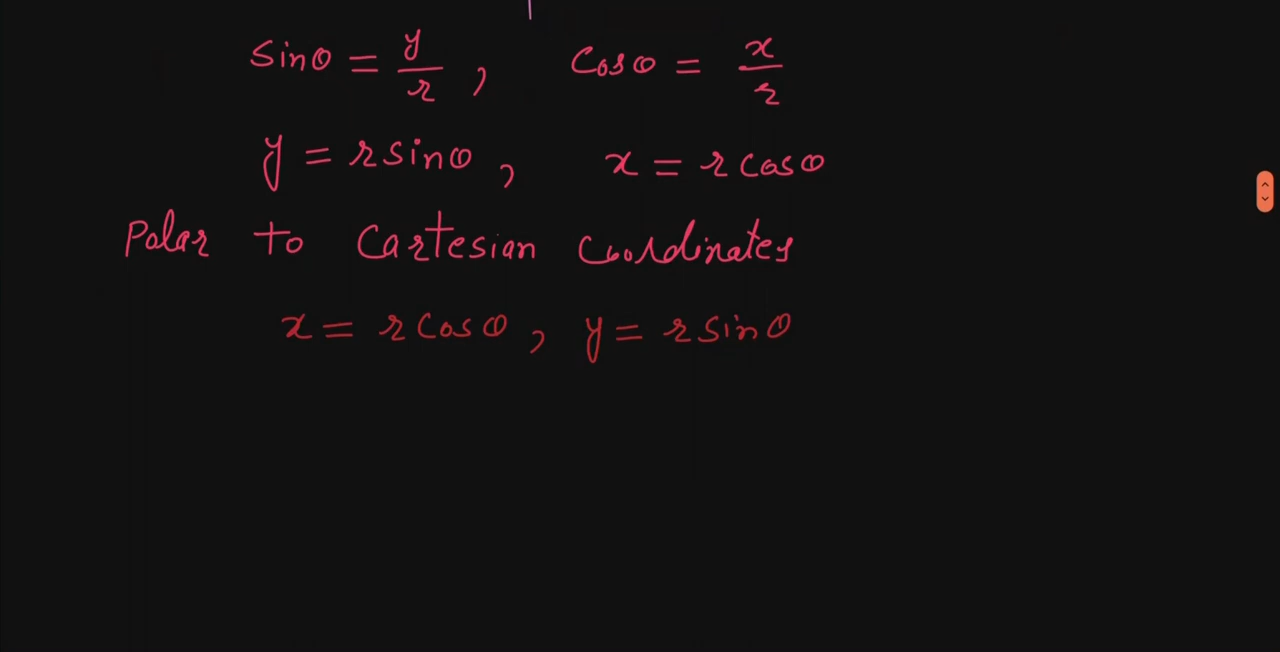 Sinθ = y/r , Cosθ = x/r
y = r sinθ , x = r cosθ
Polar to Cartesian Coordinates
x = r Cosθ , y = r Sinθ